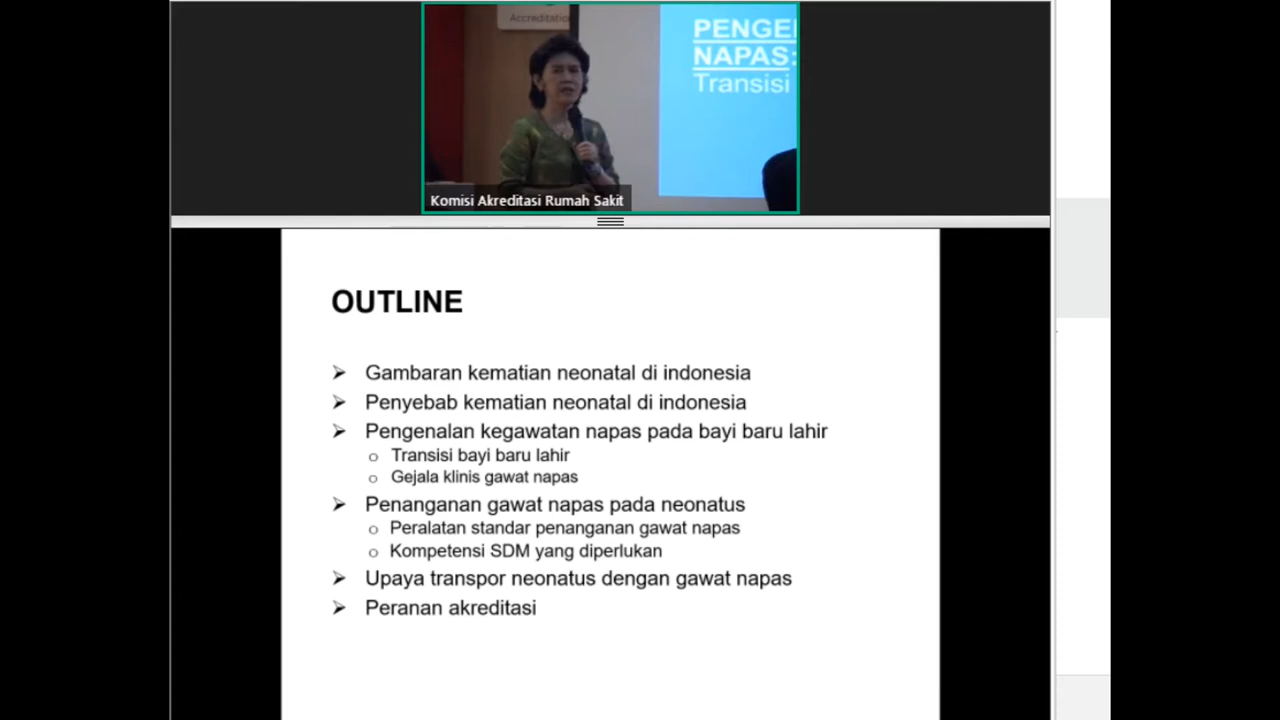 Accreditation
PENGE
NAPAS:
Transisi
Komisi Akreditasi Rumah Sakit
OUTLINE
➢ Gambaran kematian neonatal di indonesia
➢ Penyebab kematian neonatal di indonesia
➢ Pengenalan kegawatan napas pada bayi baru lahir
o Transisi bayi baru lahir
o Gejala klinis gawat napas
➢ Penanganan gawat napas pada neonatus
o Peralatan standar penanganan gawat napas
o Kompetensi SDM yang diperlukan
➢ Upaya transpor neonatus dengan gawat napas
➢ Peranan akreditasi